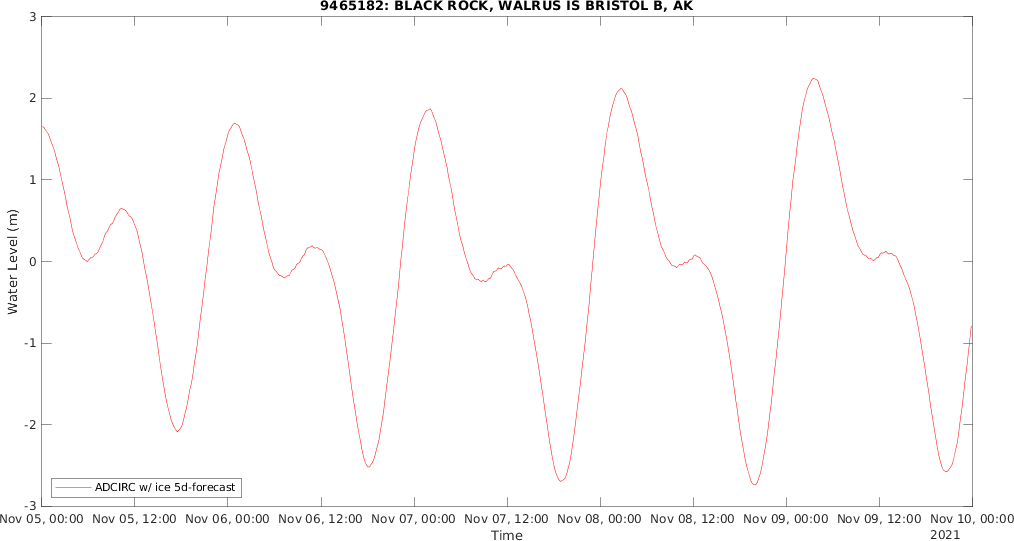 9465182: BLACK ROCK, WALRUS IS BRISTOL B, AK
3
2
1
0
-1
-2
-3
Water Level (m)
ADCIRC w/ ice 5d-forecast
Nov 05, 00:00 Nov 05, 12:00 Nov 06, 00:00 Nov 06, 12:00 Nov 07, 00:00 Nov 07, 12:00 Nov 08, 00:00 Nov 08, 12:00 Nov 09, 00:00 Nov 09, 12:00 Nov 10, 00:00
Time
2021